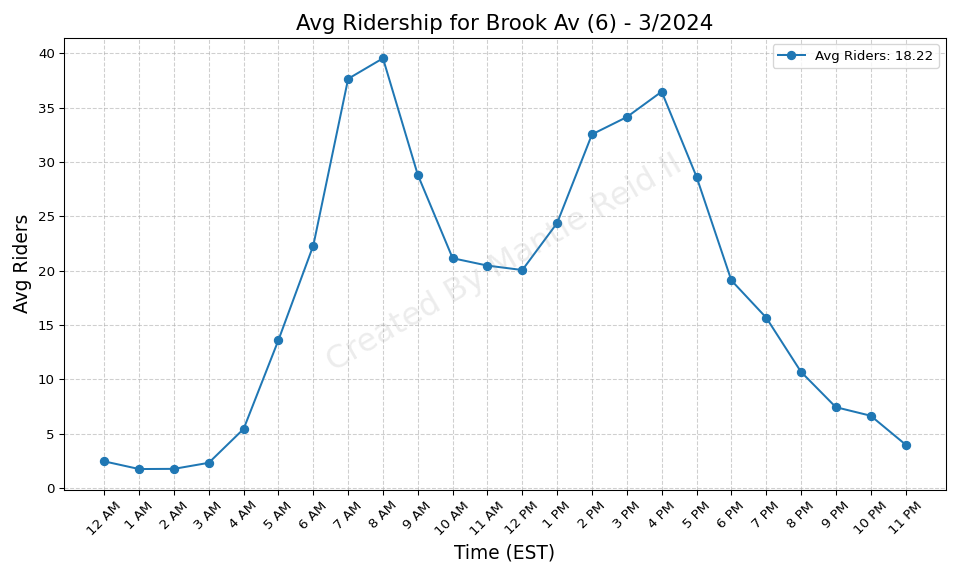 Avg Ridership for Brook Av (6) - 3/2024
Avg Riders: 18.22
Avg Riders
40
35
30
25
20
15
10
5
0
Created By Mantie Reid II
12 AM
1 AM
2 AM
3 AM
4 AM
5 AM
6 AM
7 AM
8 AM
9 AM
10 AM
11 AM
12 PM
1 PM
2 PM
3 PM
4 PM
5 PM
6 PM
7 PM
8 PM
9 PM
10 PM
11 PM
Time (EST)